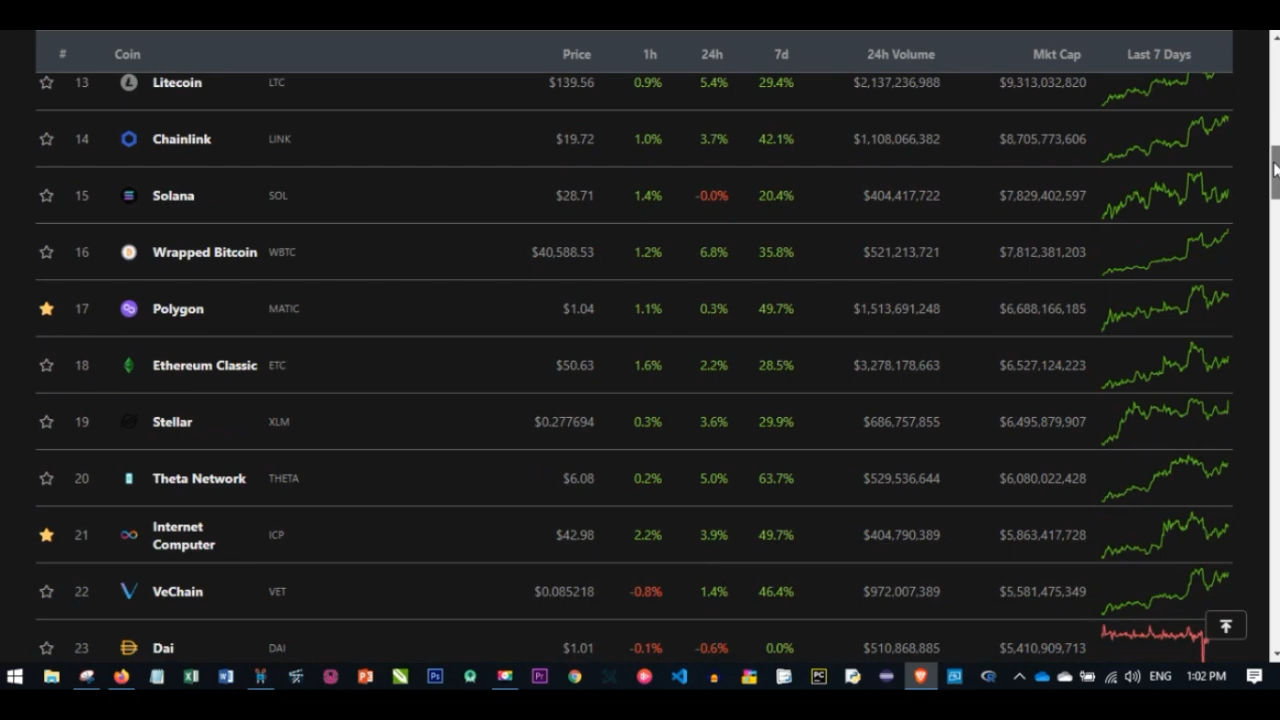 # Coin Price 1h 24h 7d 24h Volume Mkt Cap Last 7 Days
13 Litecoin LTC $139.56 0.9% 5.4% 29.4% $2,137,236,988 $9,313,032,820
14 Chainlink LINK $19.72 1.0% 3.7% 42.1% $1,108,066,382 $8,705,773,606
15 Solana SOL $28.71 1.4% -0.0% 20.4% $404,417,722 $7,829,402,597
16 Wrapped Bitcoin WBTC $40,588.53 1.2% 6.8% 35.8% $521,213,721 $7,812,381,203
17 Polygon MATIC $1.04 1.1% 0.3% 49.7% $1,513,691,248 $6,688,166,185
18 Ethereum Classic ETC $50.63 1.6% 2.2% 28.5% $3,278,178,663 $6,527,124,223
19 Stellar XLM $0.277694 0.3% 3.6% 29.9% $686,757,855 $6,495,879,907
20 Theta Network THETA $6.08 0.2% 5.0% 63.7% $529,536,644 $6,080,022,428
21 Internet Computer ICP $42.98 2.2% 3.9% 49.7% $404,790,389 $5,863,417,728
22 VeChain VET $0.085218 -0.8% 1.4% 46.4% $972,007,389 $5,581,475,349
23 Dai DAI $1.01 -0.1% -0.6% 0.0% $510,868,885 $5,410,909,713
ENG 1:02 PM